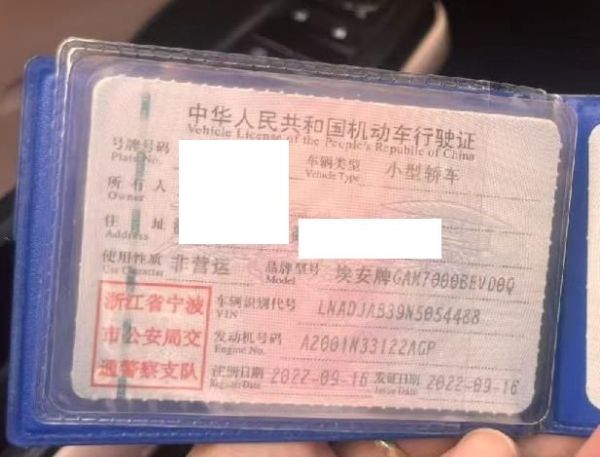 中华人民共和国机动车行驶证
Vehicle License of the People's Republic of China
号牌号码 车辆类型 小型轿车
Plate No. Vehicle Type
所有人
Owner
住址
Address
使用性质 非营运 品牌型号 埃安牌GAM7000BEVD0Q
Use Character Model
浙江省宁波 车辆识别代号 LNADJAB39N5054488
VIN
市公安局交 发动机号码 A2001N33122AGP
Engine No.
通警察支队 注册日期 2022-09-16 发证日期 2022-09-16
Register Date Issue Date